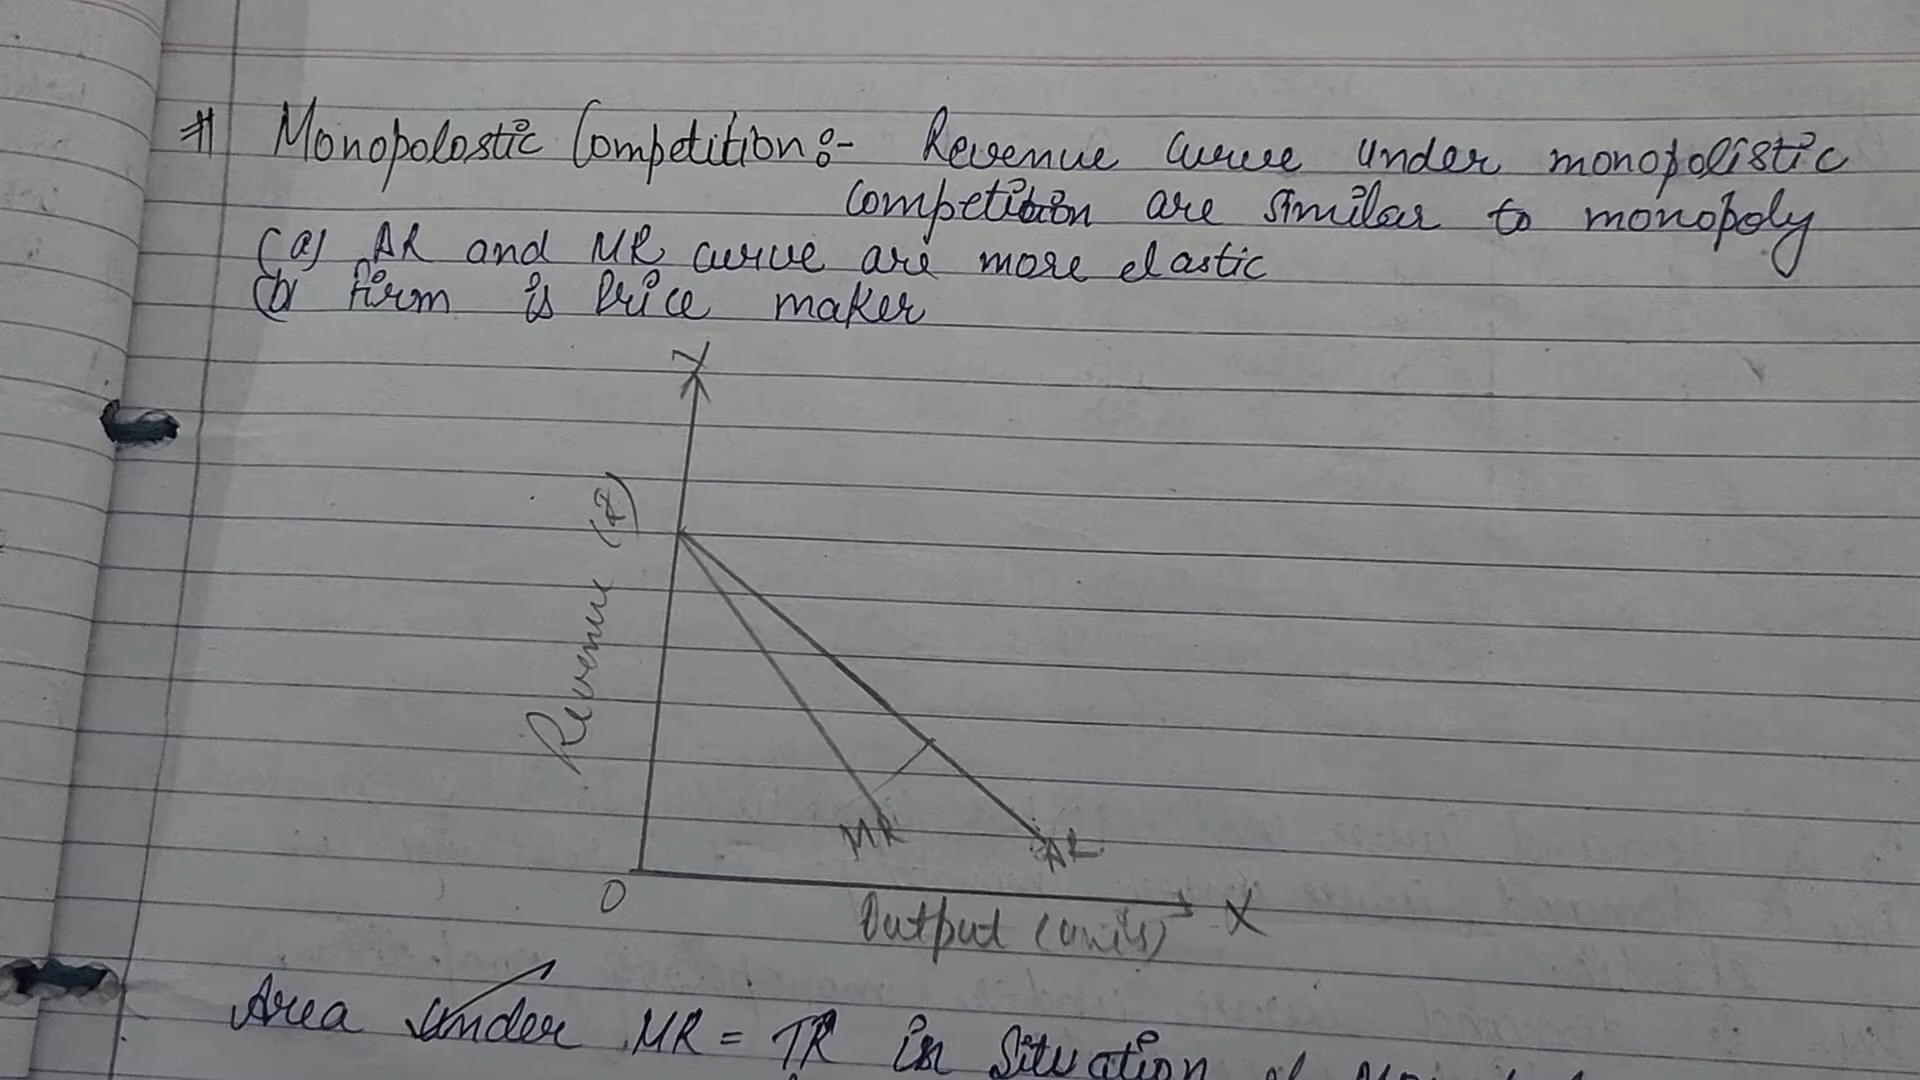 # Monopolostic Competition:- Revenue curve under monopolistic
competition are similar to monopoly
(a) AR and MR curve are more elastic
(b) firm is Price maker
Y
Revenue (₹)
MR
AR
O
X
Output (units)
Area under MR = TR in Situation of